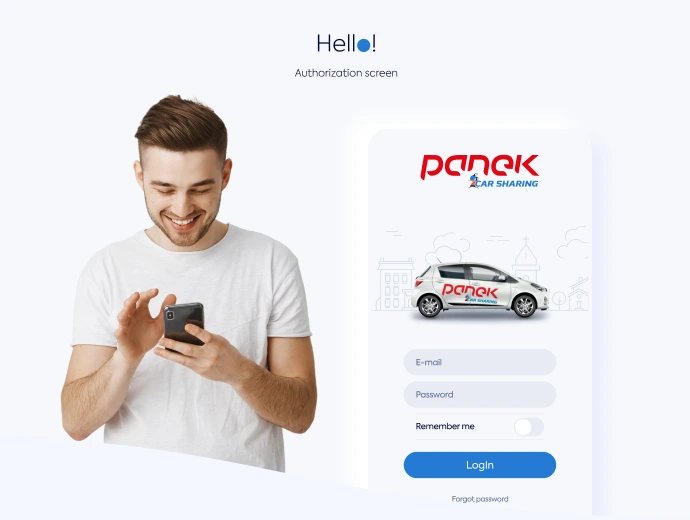 Hello!
Authorization screen
panek
CAR SHARING
panek
CAR SHARING
E-mail
Password
Remember me
LogIn
Forgot password